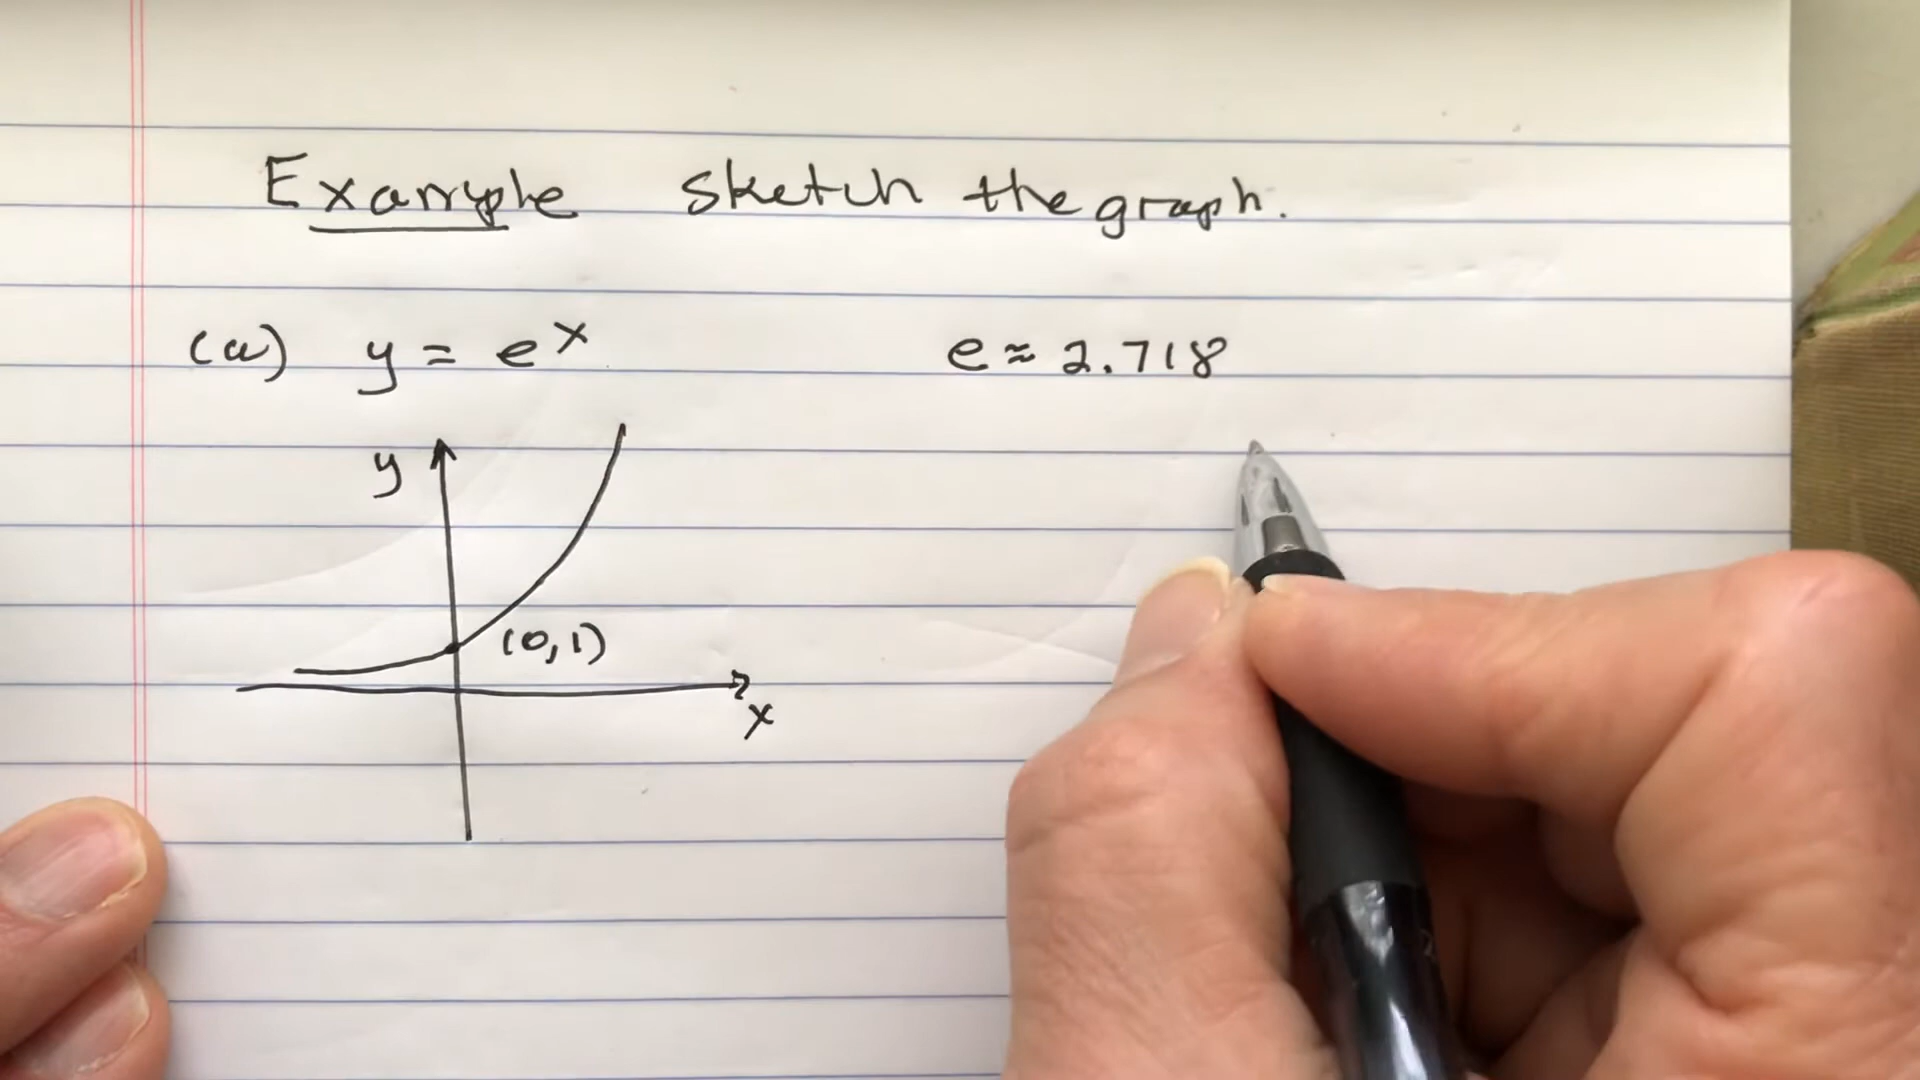 Example sketch the graph.
(a) y = e^x e ≈ 2.718
y
(0,1)
x